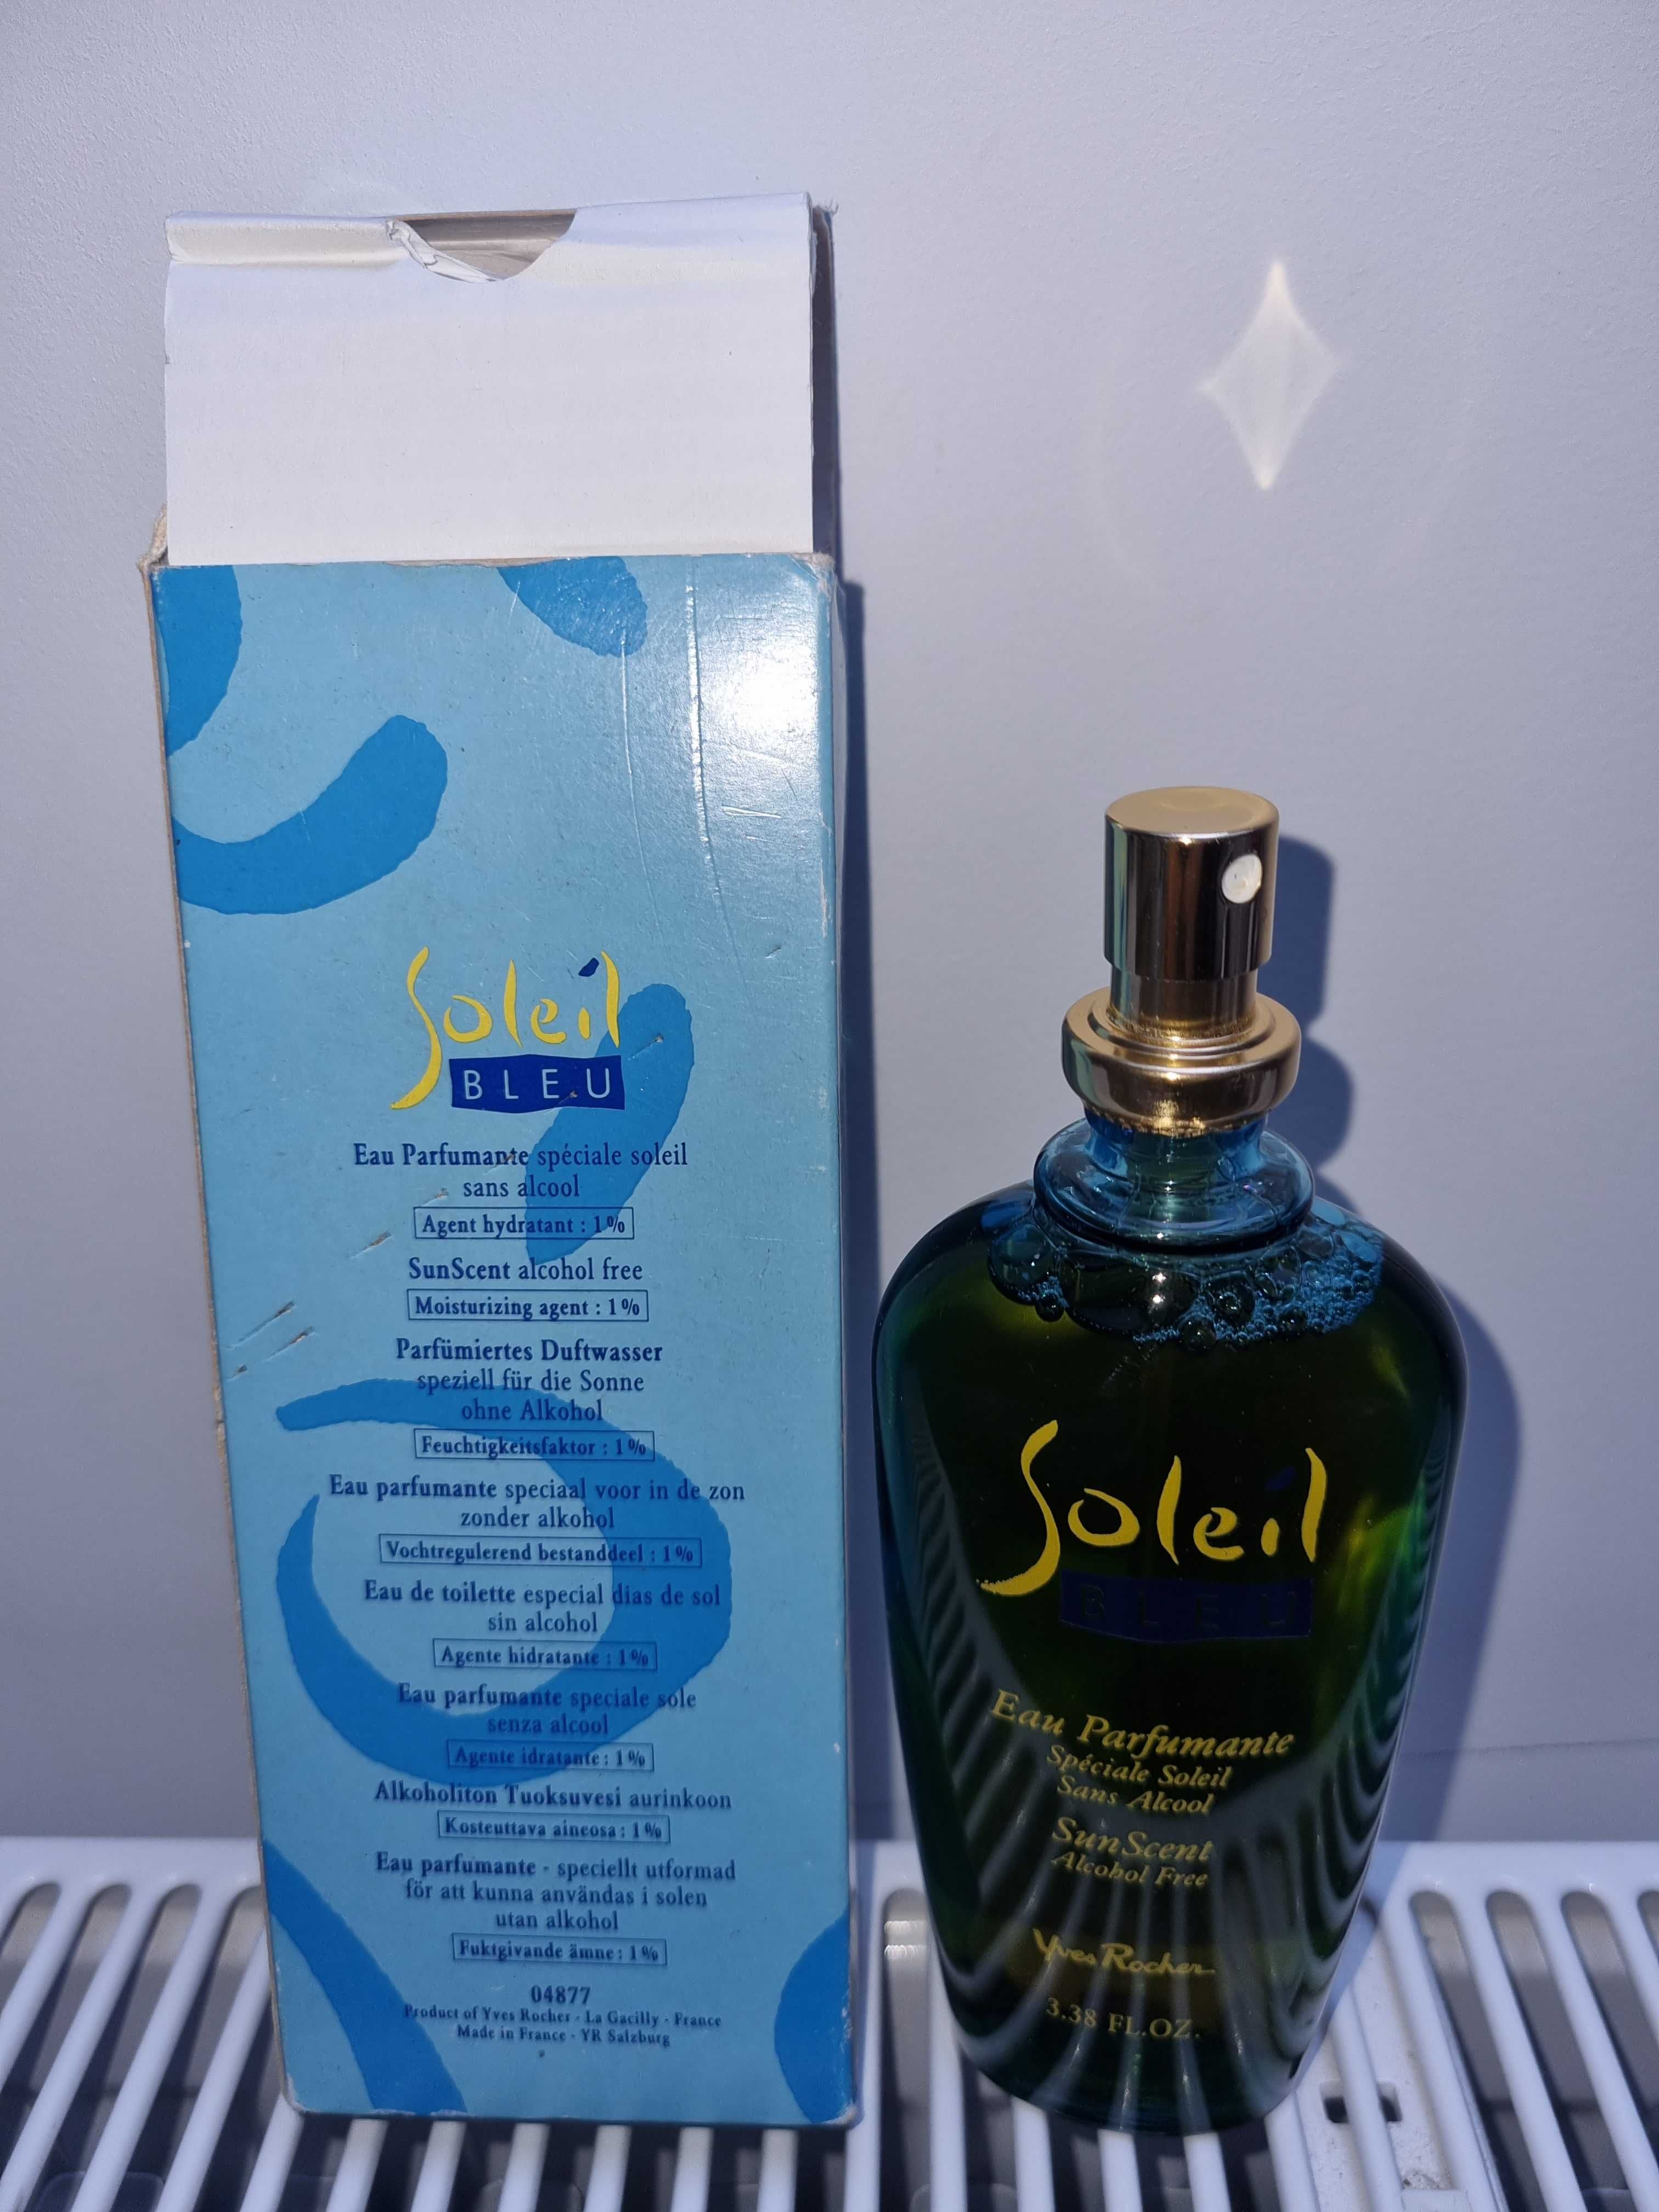 Soleil
BLEU
Eau Parfumante spéciale soleil
sans alcool
Agent hydratant : 1%
SunScent alcohol free
Moisturizing agent : 1%
Parfümiertes Duftwasser
speziell für die Sonne
ohne Alkohol
Feuchtigkeitsfaktor : 1%
Eau parfumante speciaal voor in de zon
zonder alkohol
Vochtregulerend bestanddeel : 1%
Eau de toilette especial dias de sol
sin alcohol
Agente hidratante : 1%
Eau parfumante speciale sole
senza alcool
Agente idratante : 1%
Alkoholiton Tuoksuvesi aurinkoon
Kosteuttava aineosa : 1%
Eau parfumante - speciellt utformad
för att kunna användas i solen
utan alkohol
Fuktgivande ämne : 1%
04877
Product of Yves Rocher - La Gacilly - France
Made in France - YR Salzburg
Soleil
BLEU
Eau Parfumante
Spéciale Soleil
Sans Alcool
SunScent
Alcohol Free
Yves Rocher
3.38 FL.OZ.